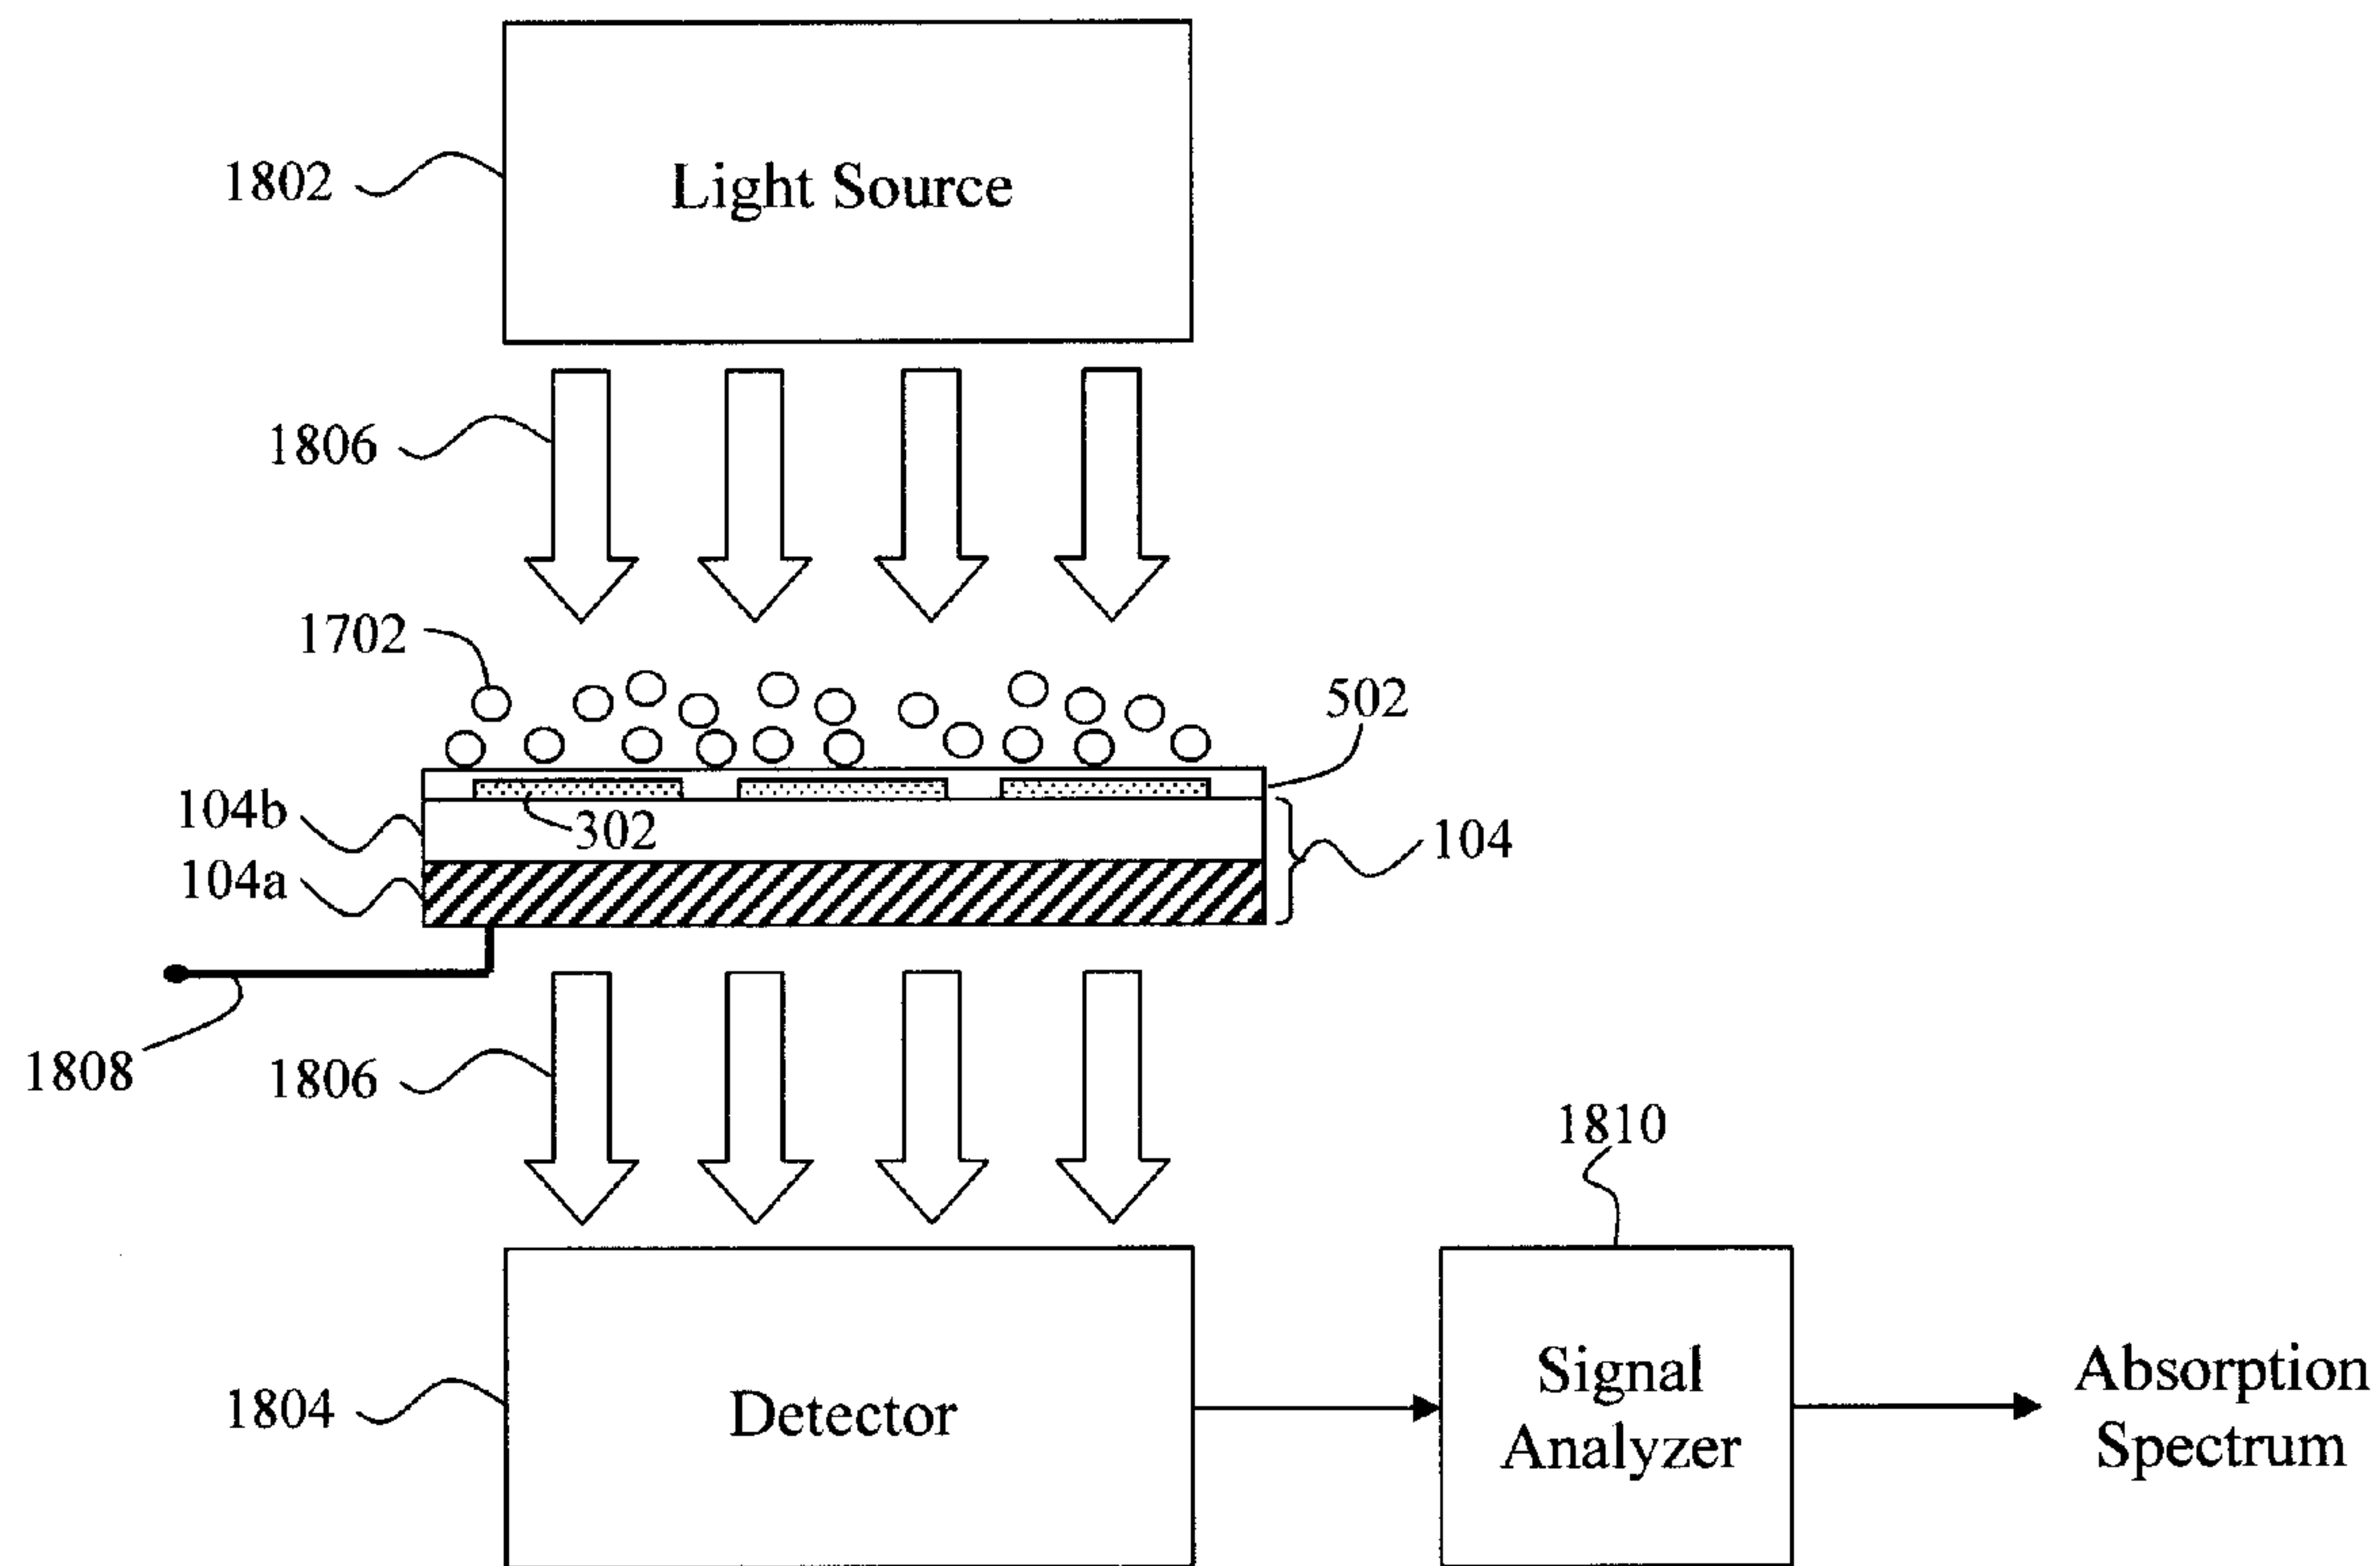 1802
Light Source
1806
1702
502
104b
302
104
104a
1808
1806
1810
1804
Detector
Signal
Analyzer
Absorption
Spectrum